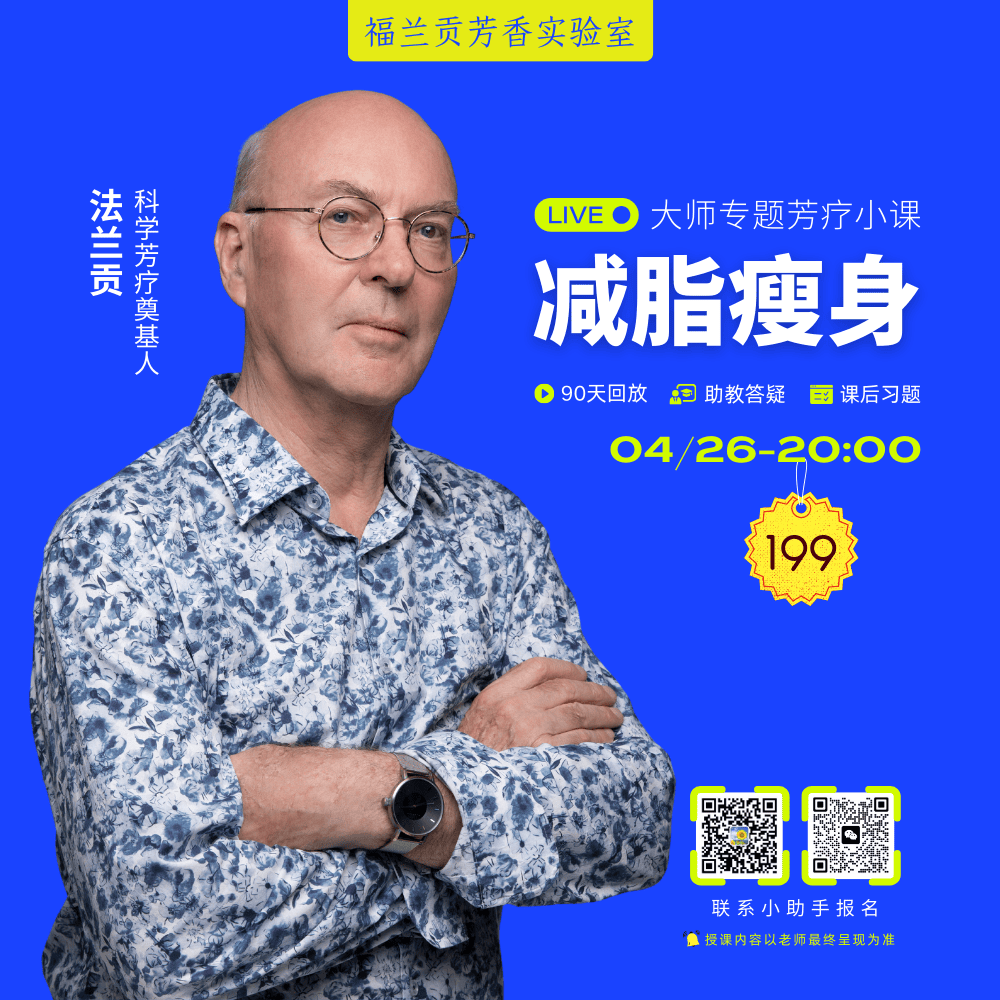 福兰贡芳香实验室
科学芳疗奠基人
法兰贡
LIVE 大师专题芳疗小课
减脂瘦身
90天回放 助教答疑 课后习题
04/26-20:00
199
联系小助手报名
授课内容以老师最终呈现为准